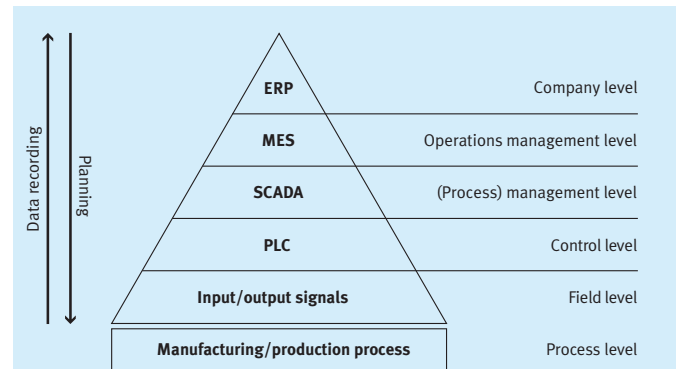 Data recording
Planning
ERP
Company level
MES
Operations management level
SCADA
(Process) management level
PLC
Control level
Input/output signals
Field level
Manufacturing/production process
Process level